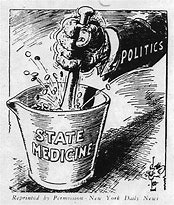 POLITICS
STATE
MEDICINE
Reprinted by Permission - New York Daily News